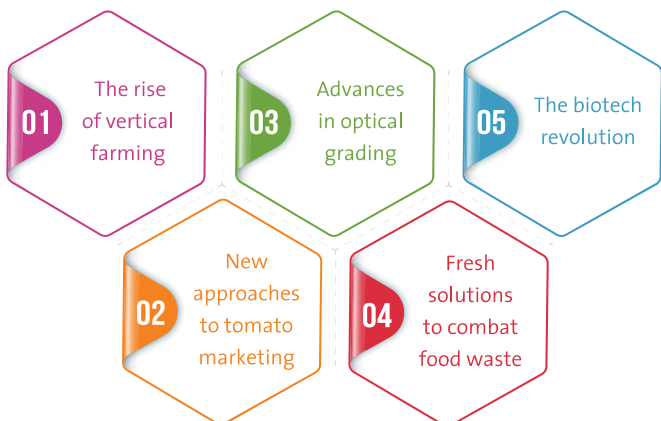 01
The rise
of vertical
farming
02
New
approaches
to tomato
marketing
03
Advances
in optical
grading
04
Fresh
solutions
to combat
food waste
05
The biotech
revolution